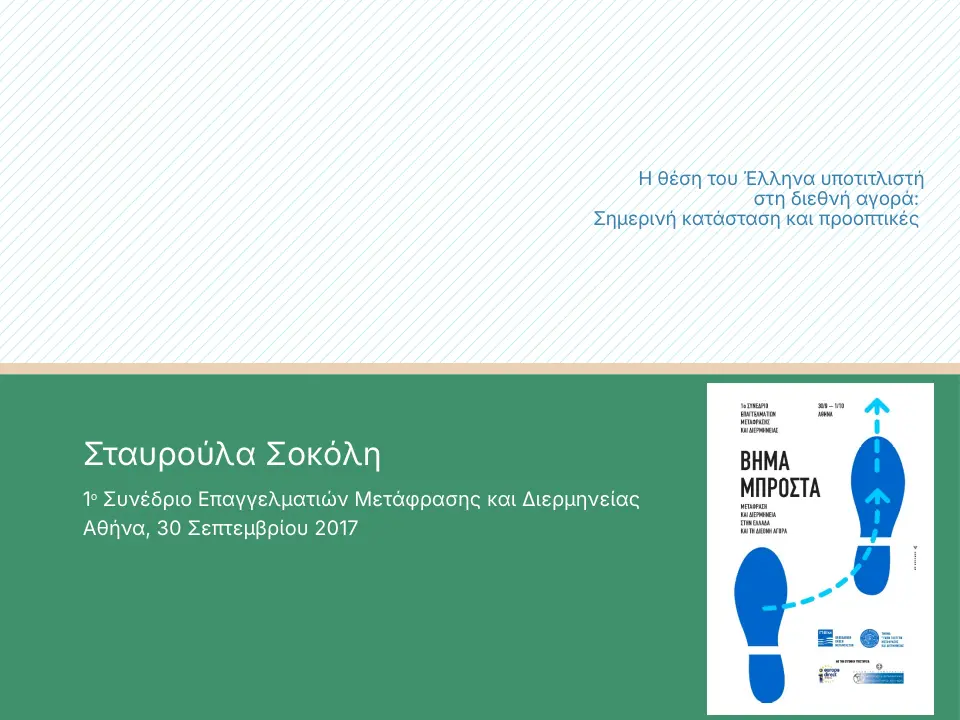 Η θέση του Έλληνα υποτιτλιστή
στη διεθνή αγορά:
Σημερινή κατάσταση και προοπτικές
Σταυρούλα Σοκόλη
1ο Συνέδριο Επαγγελματιών Μετάφρασης και Διερμηνείας
Αθήνα, 30 Σεπτεμβρίου 2017
1ο ΣΥΝΕΔΡΙΟ
ΕΠΑΓΓΕΛΜΑΤΙΩΝ
ΜΕΤΑΦΡΑΣΗΣ
ΚΑΙ ΔΙΕΡΜΗΝΕΙΑΣ
30/9 – 1/10
ΑΘΗΝΑ
ΒΗΜΑ
ΜΠΡΟΣΤΑ
ΜΕΤΑΦΡΑΣΗ
ΚΑΙ ΔΙΕΡΜΗΝΕΙΑ
ΣΤΗΝ ΕΛΛΑΔΑ
ΚΑΙ ΤΗ ΔΙΕΘΝΗ ΑΓΟΡΑ
europe
direct